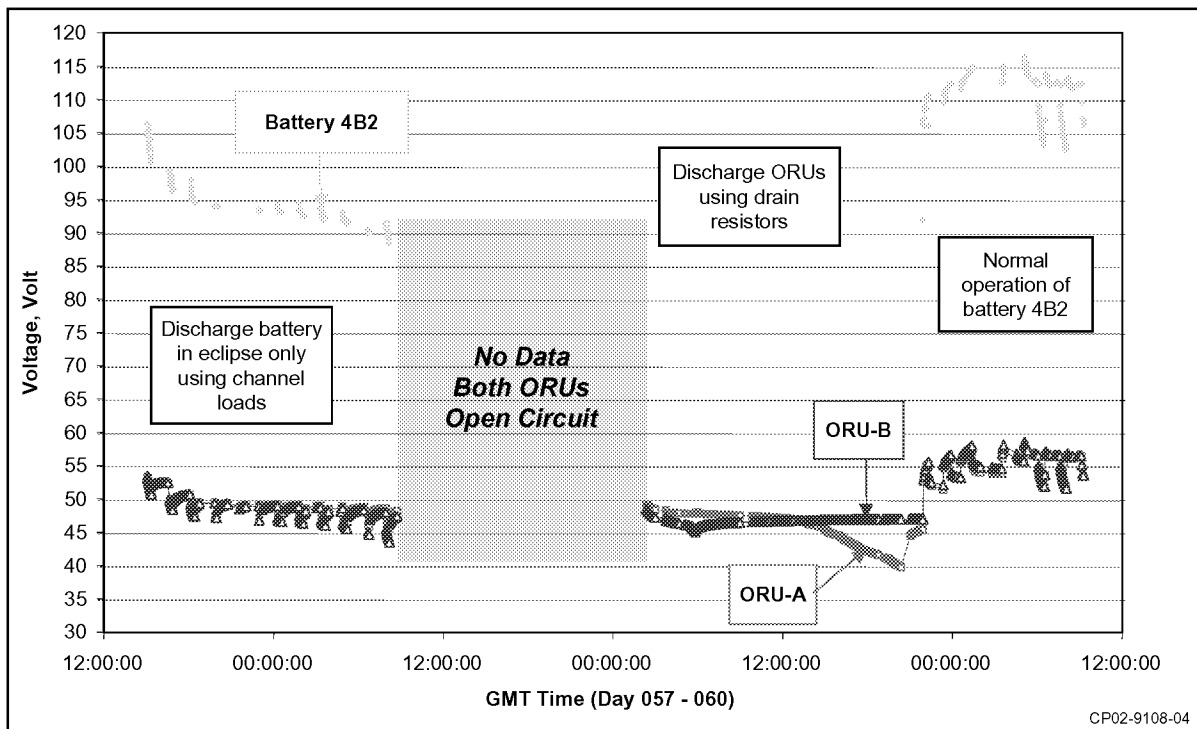 120
115
110
105
100
95
90
85
80
75
70
65
60
55
50
45
40
35
30
Voltage, Volt
Battery 4B2
Discharge battery
in eclipse only
using channel
loads
No Data
Both ORUs
Open Circuit
Discharge ORUs
using drain
resistors
Normal
operation of
battery 4B2
ORU-B
ORU-A
12:00:00 00:00:00 12:00:00 00:00:00 12:00:00 00:00:00 12:00:00
GMT Time (Day 057 - 060)
CP02-9108-04